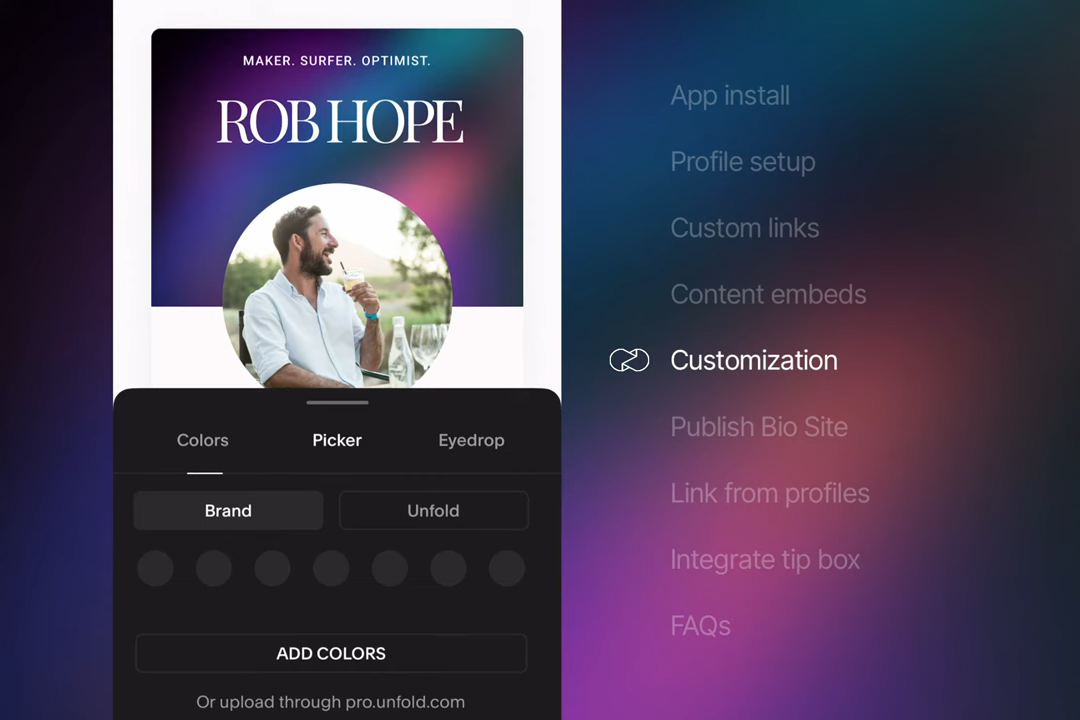 MAKER. SURFER. OPTIMIST.
ROB HOPE
Colors Picker Eyedrop
Brand Unfold
ADD COLORS
Or upload through pro.unfold.com
App install
Profile setup
Custom links
Content embeds
Customization
Publish Bio Site
Link from profiles
Integrate tip box
FAQs